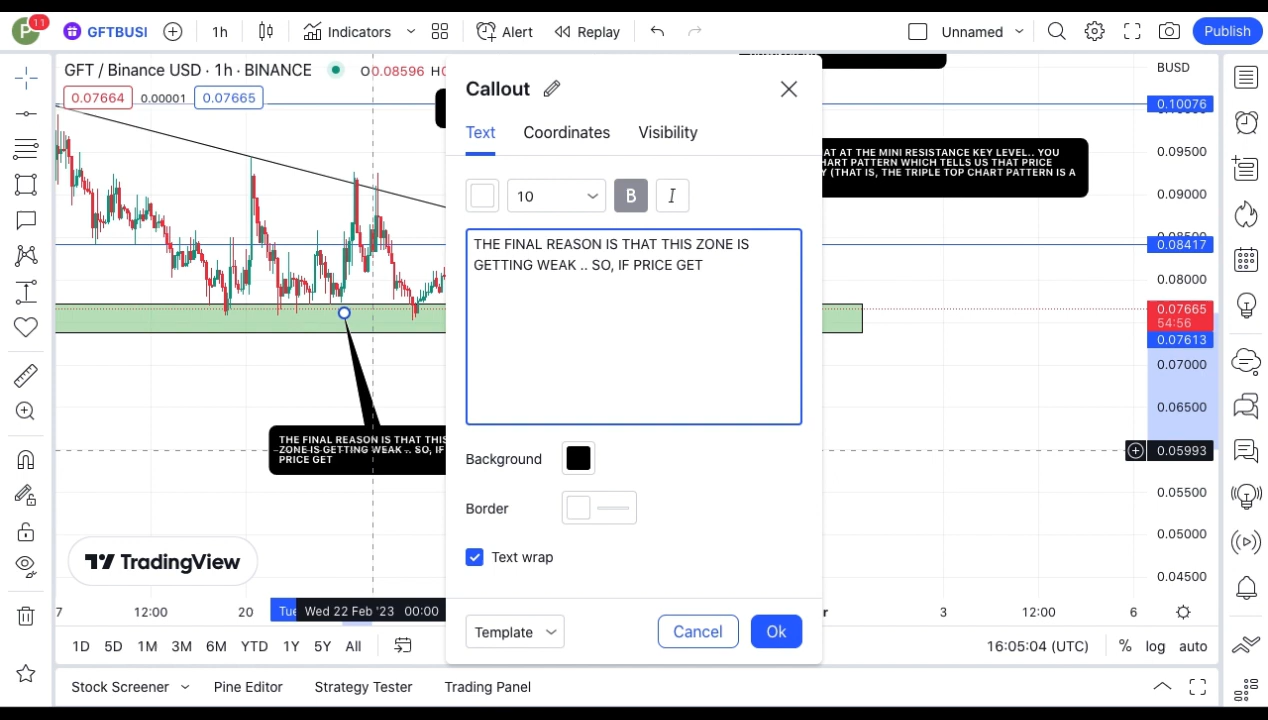 P
11
GFTBUSI
1h
Indicators
Alert
Replay
Unnamed
Publish
GFT / Binance USD · 1h · BINANCE
O0.08596
0.07664
0.00001
0.07665
BUSD
0.10076
0.09500
0.09000
0.08417
0.08000
0.07665
54:56
0.07613
0.07000
0.06500
0.05993
0.05500
0.05000
0.04500
AT AT THE MINI RESISTANCE KEY LEVEL.. YOU
HART PATTERN WHICH TELLS US THAT PRICE
Y (THAT IS, THE TRIPLE TOP CHART PATTERN IS A
Callout
Text
Coordinates
Visibility
10
B
I
THE FINAL REASON IS THAT THIS ZONE IS
GETTING WEAK .. SO, IF PRICE GET
Background
Border
Text wrap
Template
Cancel
Ok
THE FINAL REASON IS THAT THIS
ZONE IS GETTING WEAK .. SO, IF
PRICE GET
TradingView
7
12:00
20
Tue
Wed 22 Feb '23
00:00
r
3
12:00
6
1D
5D
1M
3M
6M
YTD
1Y
5Y
All
16:05:04 (UTC)
%
log
auto
Stock Screener
Pine Editor
Strategy Tester
Trading Panel